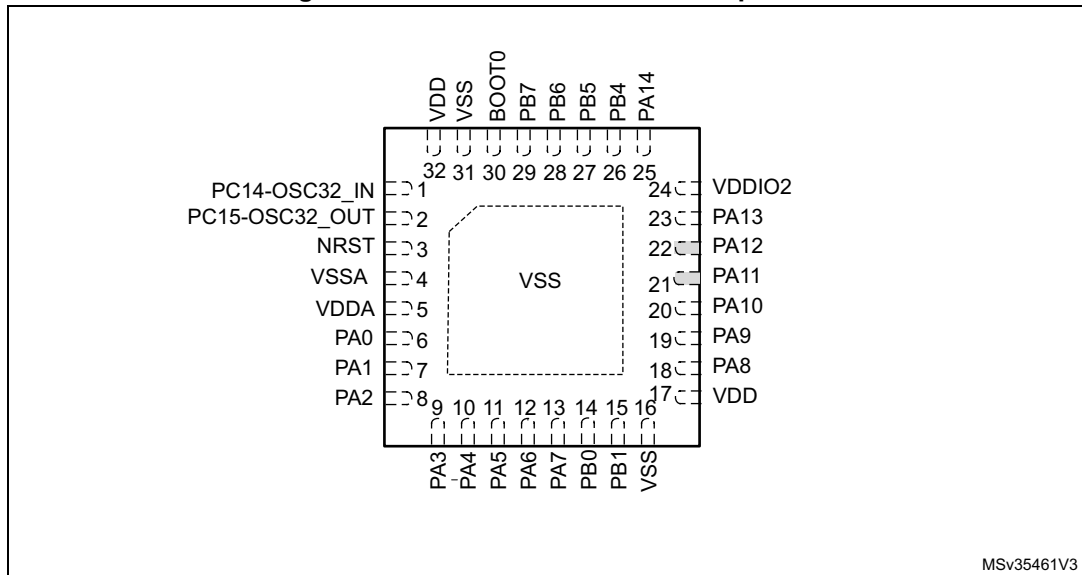 VDD
VSS
BOOT0
PB7
PB6
PB5
PB4
PA14
32 31 30 29 28 27 26 25
PC14-OSC32_IN 1
PC15-OSC32_OUT 2
NRST 3
VSSA 4
VDDA 5
PA0 6
PA1 7
PA2 8
VSS
24 VDDIO2
23 PA13
22 PA12
21 PA11
20 PA10
19 PA9
18 PA8
17 VDD
9 10 11 12 13 14 15 16
PA3
PA4
PA5
PA6
PA7
PB0
PB1
VSS
MSv35461V3